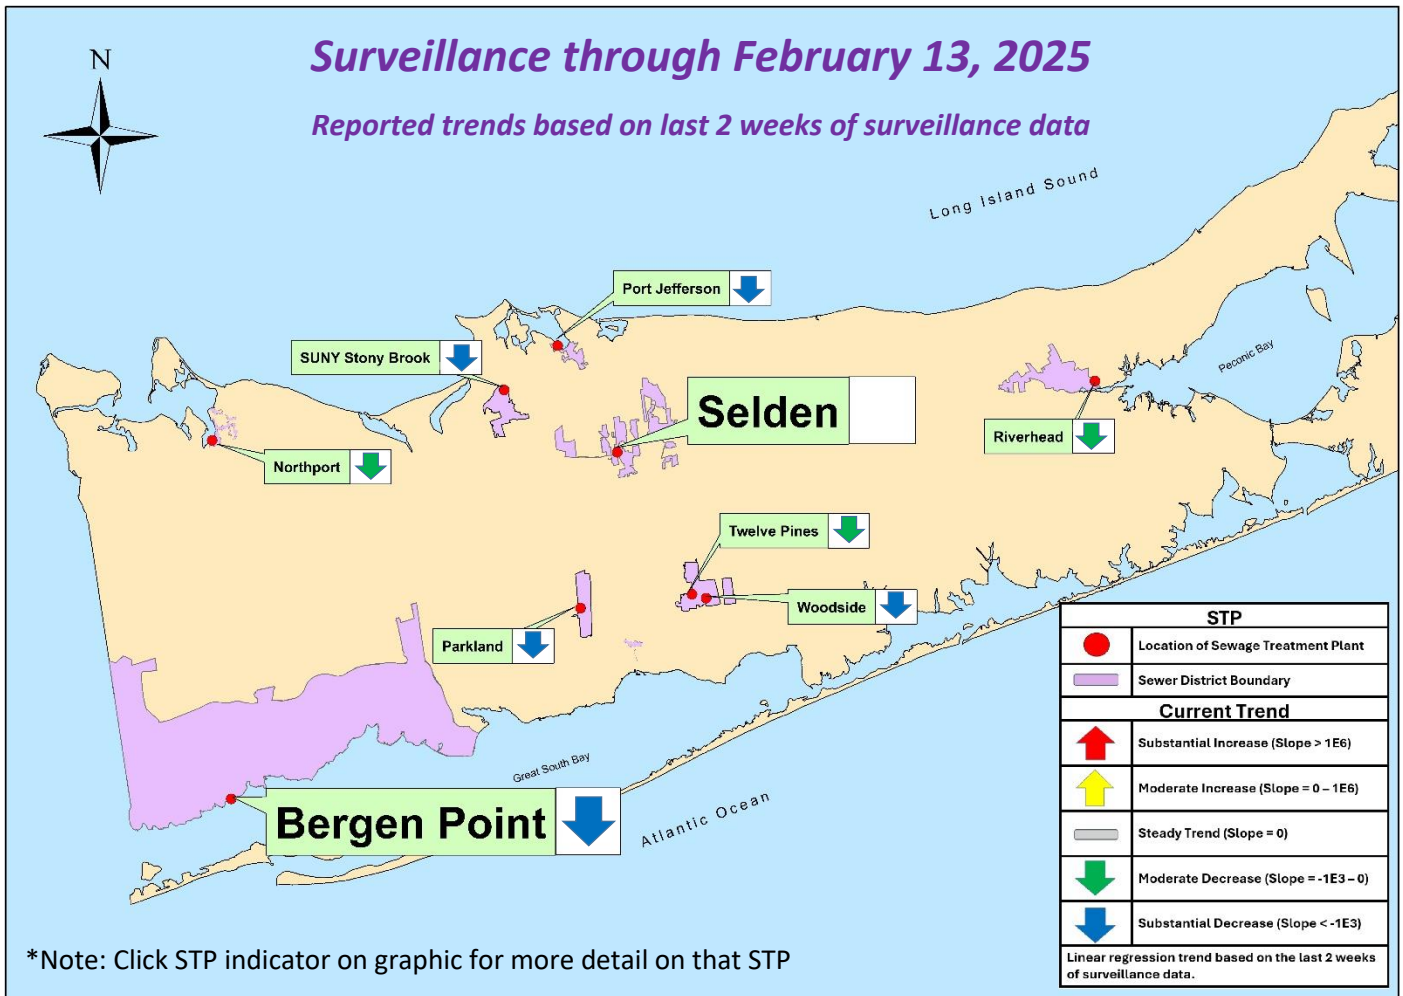 Surveillance through February 13, 2025
Reported trends based on last 2 weeks of surveillance data
N
Long Island Sound
Port Jefferson
SUNY Stony Brook
Peconic Bay
Selden
Riverhead
Northport
Twelve Pines
Woodside
Parkland
Great South Bay
Bergen Point
Atlantic Ocean
STP
Location of Sewage Treatment Plant
Sewer District Boundary
Current Trend
Substantial Increase (Slope > 1E6)
Moderate Increase (Slope = 0 – 1E6)
Steady Trend (Slope = 0)
Moderate Decrease (Slope = -1E3 – 0)
Substantial Decrease (Slope < -1E3)
Linear regression trend based on the last 2 weeks
of surveillance data.
*Note: Click STP indicator on graphic for more detail on that STP